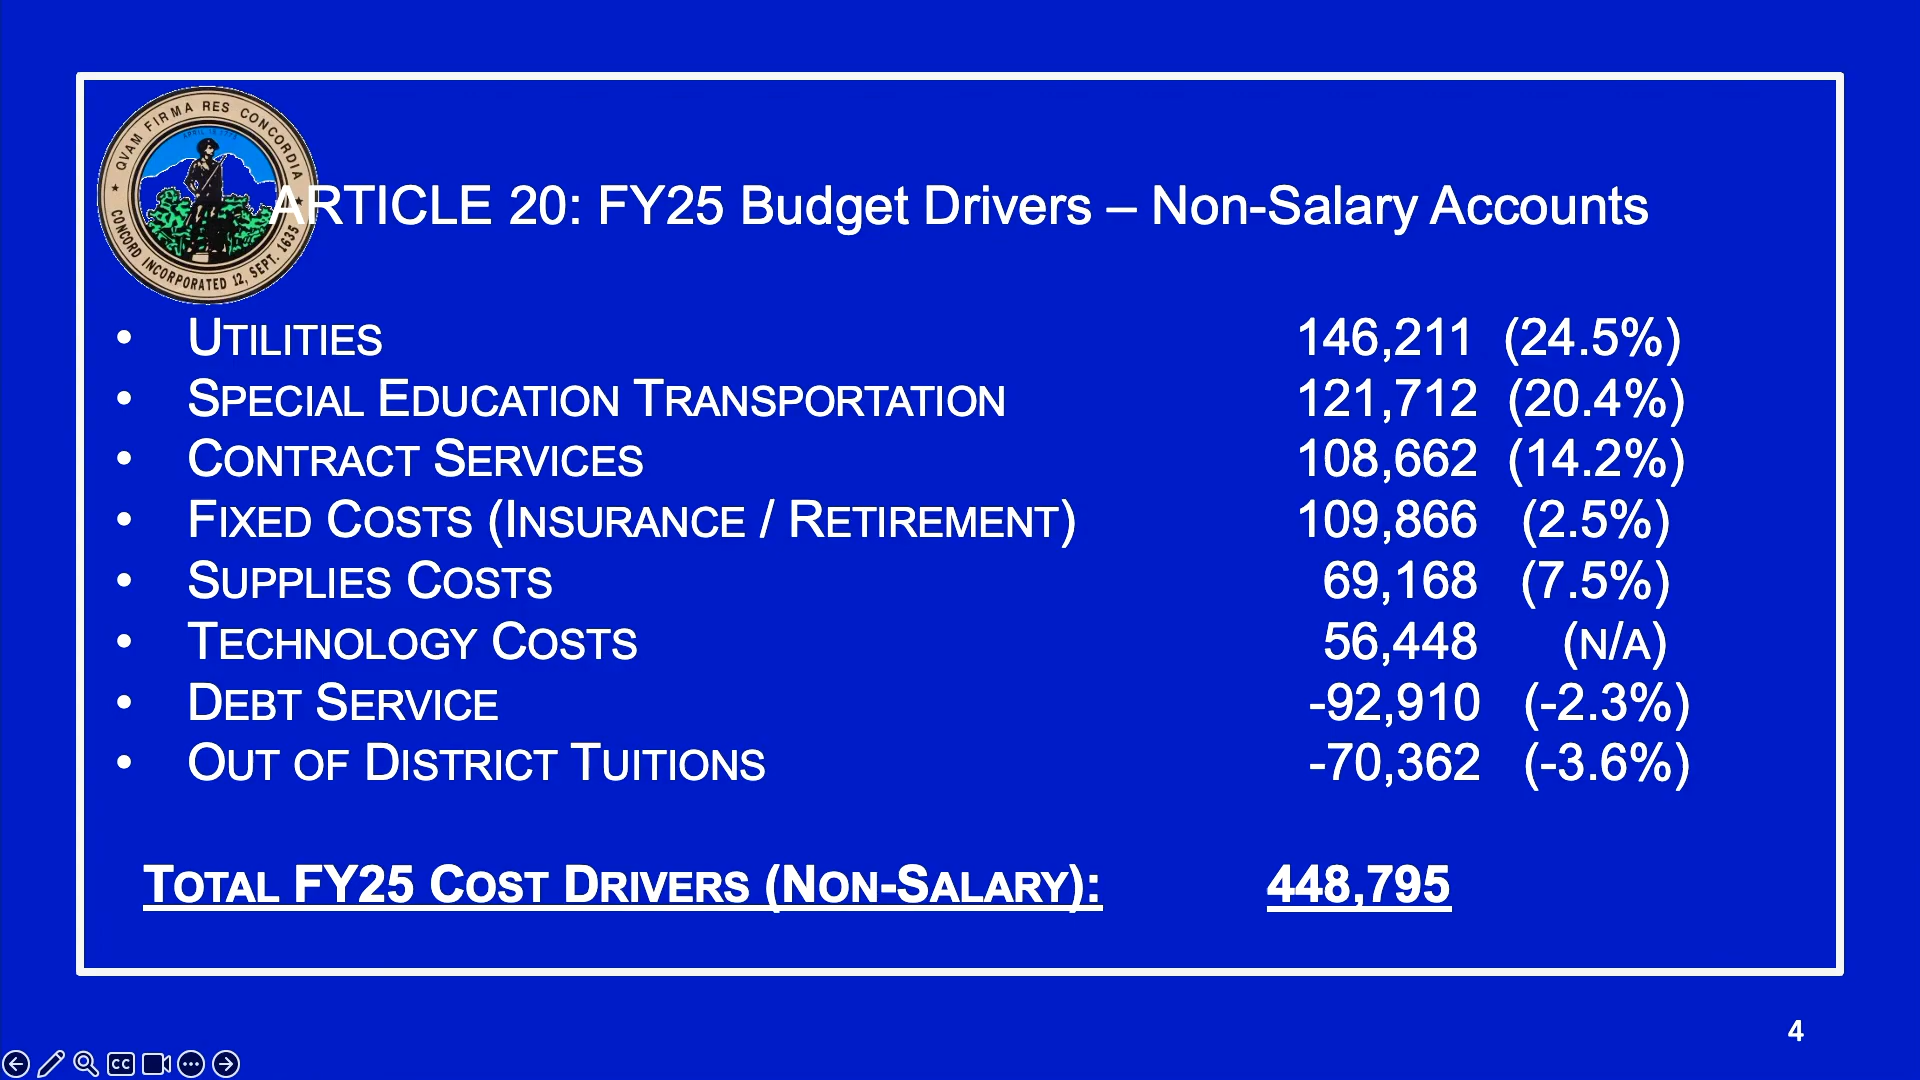 QVAM FIRMA RES CONCORDIA
CONCORD INCORPORATED 12, SEPT. 1635
ARTICLE 20: FY25 Budget Drivers – Non-Salary Accounts
• UTILITIES 146,211 (24.5%)
• SPECIAL EDUCATION TRANSPORTATION 121,712 (20.4%)
• CONTRACT SERVICES 108,662 (14.2%)
• FIXED COSTS (INSURANCE / RETIREMENT) 109,866 (2.5%)
• SUPPLIES COSTS 69,168 (7.5%)
• TECHNOLOGY COSTS 56,448 (N/A)
• DEBT SERVICE -92,910 (-2.3%)
• OUT OF DISTRICT TUITIONS -70,362 (-3.6%)
TOTAL FY25 COST DRIVERS (NON-SALARY): 448,795
4
CC